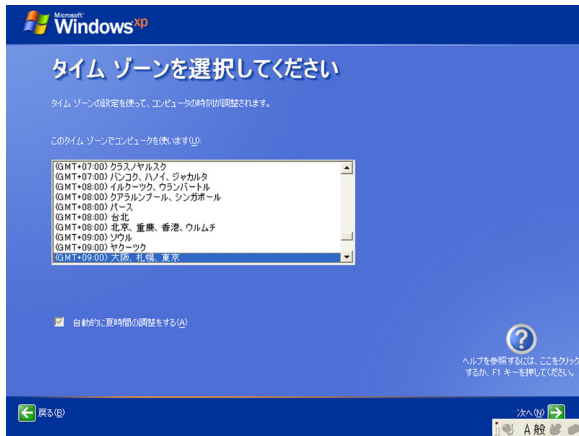 Microsoft
Windows xp
タイム ゾーンを選択してください
タイム ゾーンの設定を使って、コンピュータの時刻が調整されます。
このタイム ゾーンでコンピュータを使います(U):
(GMT+07:00) クラスノヤルスク
(GMT+07:00) バンコク、ハノイ、ジャカルタ
(GMT+08:00) イルクーツク、ウランバートル
(GMT+08:00) クアラルンプール、シンガポール
(GMT+08:00) パース
(GMT+08:00) 台北
(GMT+08:00) 北京、重慶、香港、ウルムチ
(GMT+09:00) ソウル
(GMT+09:00) ヤクーツク
(GMT+09:00) 大阪、札幌、東京
自動的に夏時間の調整をする(A)
?
ヘルプを参照するには、ここをクリック
するか、F1 キーを押してください。
戻る(B)
次へ(N)
A 般